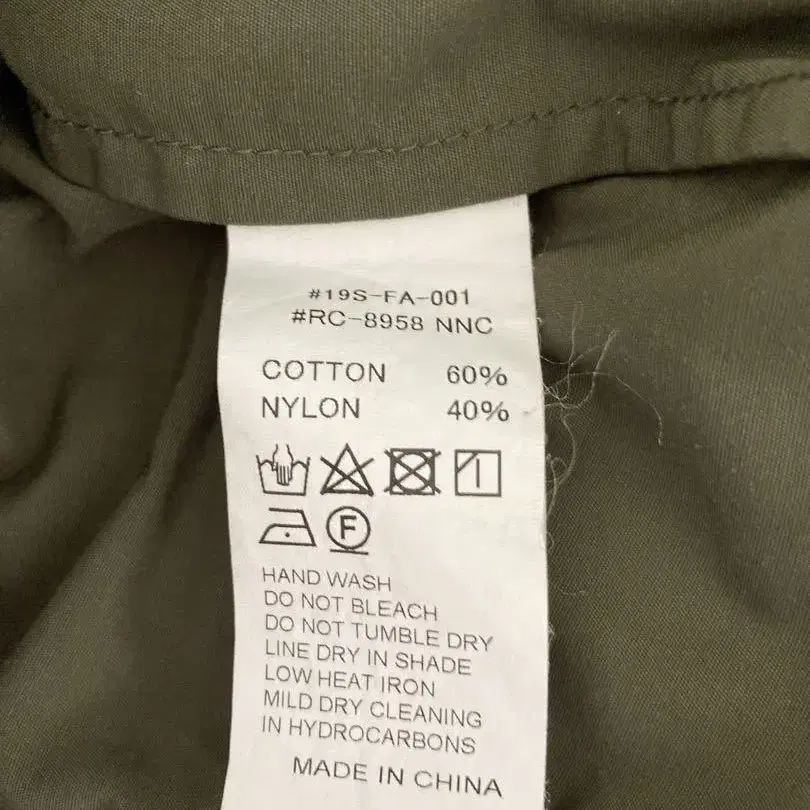 #19S-FA-001
#RC-8958 NNC
COTTON 60%
NYLON 40%
F
HAND WASH
DO NOT BLEACH
DO NOT TUMBLE DRY
LINE DRY IN SHADE
LOW HEAT IRON
MILD DRY CLEANING
IN HYDROCARBONS
MADE IN CHINA